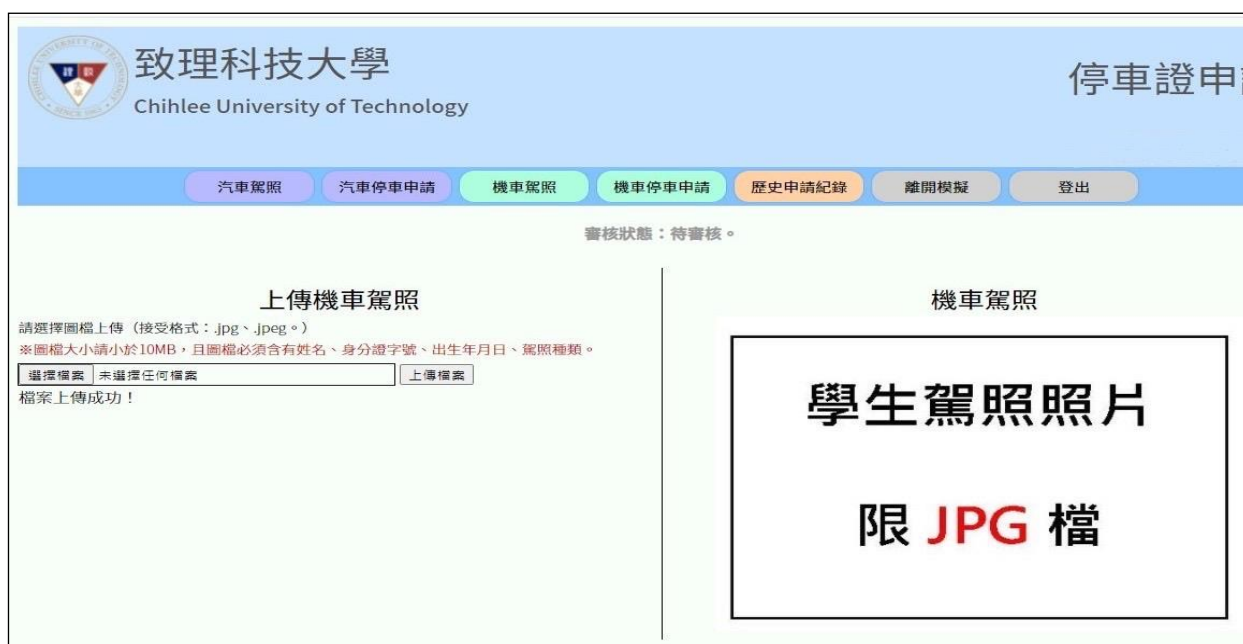 致理科技大學
Chihlee University of Technology
停車證申
汽車駕照 汽車停車申請 機車駕照 機車停車申請 歷史申請紀錄 離開模擬 登出
審核狀態：待審核。
上傳機車駕照
請選擇圖檔上傳（接受格式：.jpg、.jpeg。）
※圖檔大小請小於10MB，且圖檔必須含有姓名、身分證字號、出生年月日、駕照種類。
選擇檔案 未選擇任何檔案 上傳檔案
檔案上傳成功！
機車駕照
學生駕照照片
限 JPG 檔